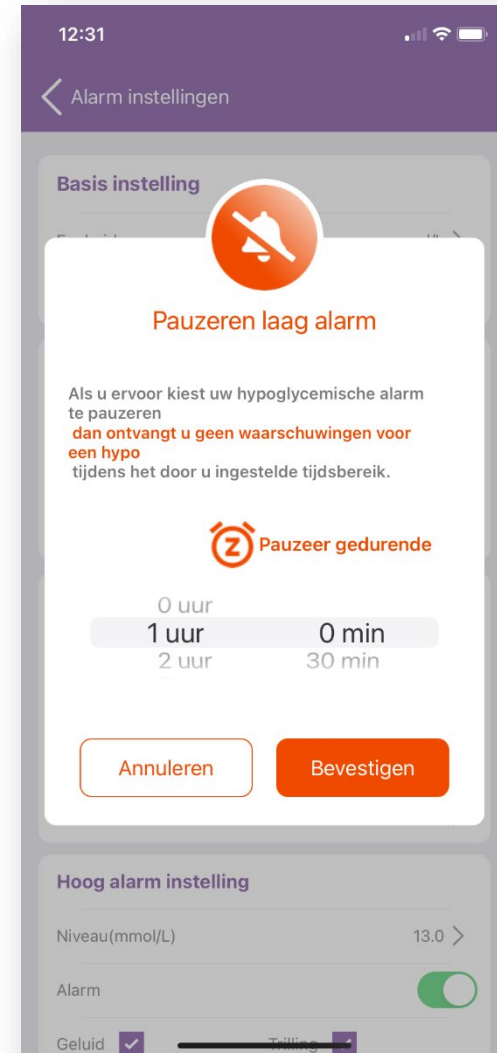 12:31
Alarm instellingen
Basis instelling
Pauzeren laag alarm
Als u ervoor kiest uw hypoglycemische alarm
te pauzeren
dan ontvangt u geen waarschuwingen voor
een hypo
tijdens het door u ingestelde tijdsbereik.
Z Pauzeer gedurende
0 uur
1 uur 0 min
2 uur 30 min
Annuleren Bevestigen
Hoog alarm instelling
Niveau(mmol/L) 13.0
Alarm
Geluid Trilling